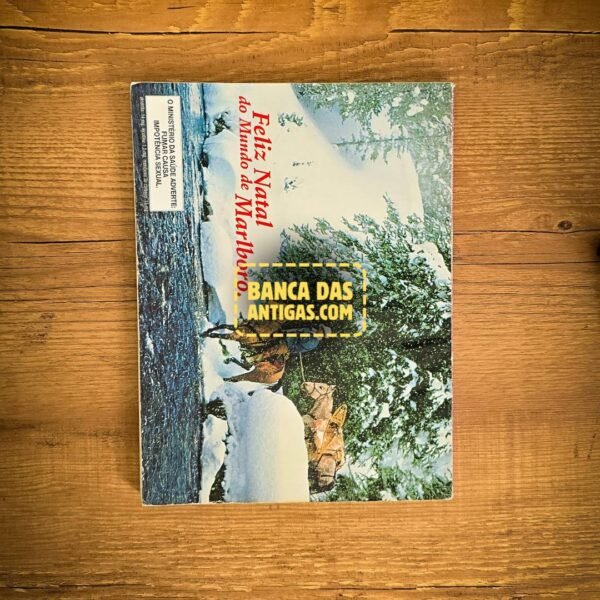 Feliz Natal
do Mundo de Marlboro.
O MINISTÉRIO DA SAÚDE ADVERTE:
FUMAR CAUSA
IMPOTÊNCIA SEXUAL.
BANCA DAS
ANTIGAS.COM